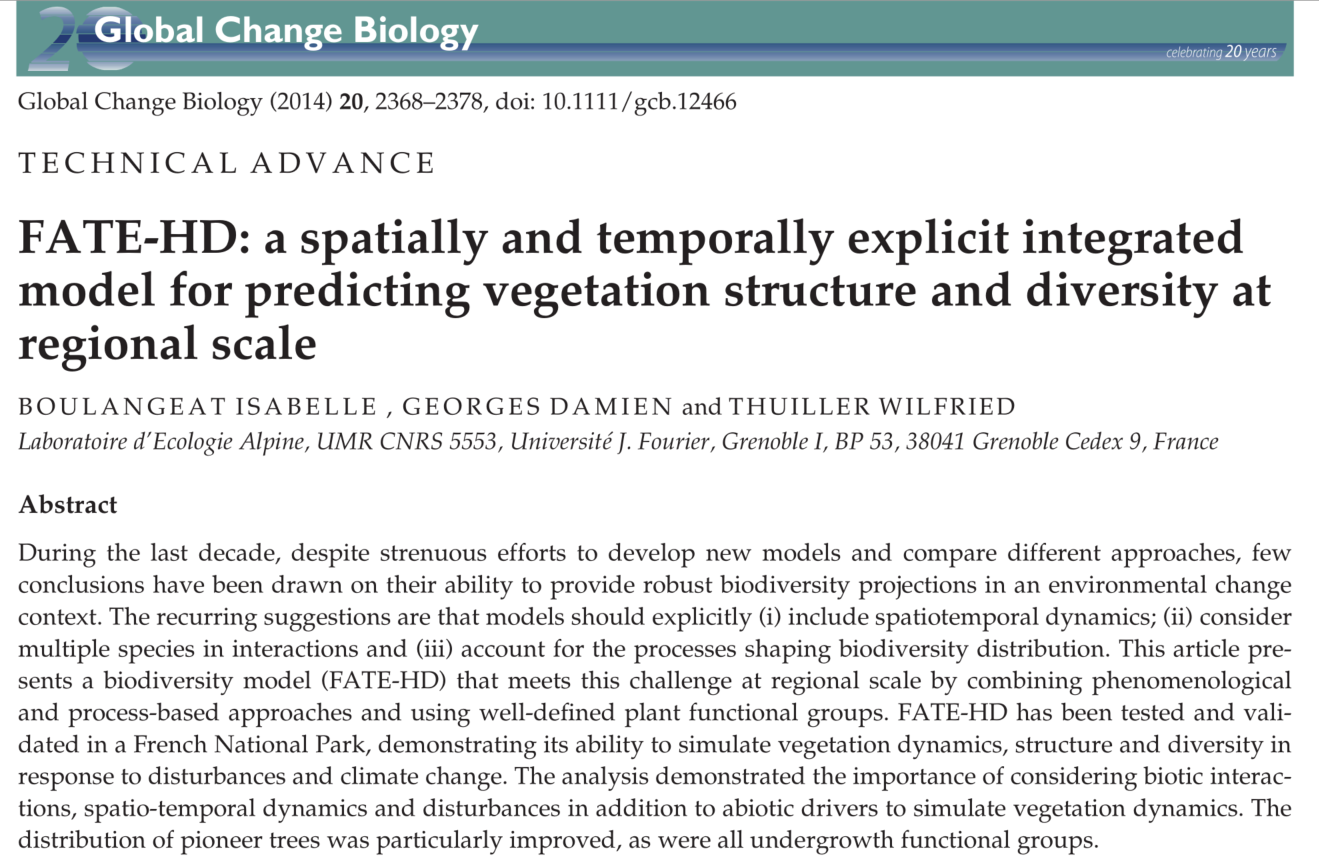 20
Global Change Biology
celebrating 20 years
Global Change Biology (2014) 20, 2368–2378, doi: 10.1111/gcb.12466
TECHNICAL ADVANCE
FATE-HD: a spatially and temporally explicit integrated
model for predicting vegetation structure and diversity at
regional scale
BOULANGEAT ISABELLE , GEORGES DAMIEN and THUILLER WILFRIED
Laboratoire d'Ecologie Alpine, UMR CNRS 5553, Université J. Fourier, Grenoble I, BP 53, 38041 Grenoble Cedex 9, France
Abstract
During the last decade, despite strenuous efforts to develop new models and compare different approaches, few
conclusions have been drawn on their ability to provide robust biodiversity projections in an environmental change
context. The recurring suggestions are that models should explicitly (i) include spatiotemporal dynamics; (ii) consider
multiple species in interactions and (iii) account for the processes shaping biodiversity distribution. This article pre-
sents a biodiversity model (FATE-HD) that meets this challenge at regional scale by combining phenomenological
and process-based approaches and using well-defined plant functional groups. FATE-HD has been tested and vali-
dated in a French National Park, demonstrating its ability to simulate vegetation dynamics, structure and diversity in
response to disturbances and climate change. The analysis demonstrated the importance of considering biotic interac-
tions, spatio-temporal dynamics and disturbances in addition to abiotic drivers to simulate vegetation dynamics. The
distribution of pioneer trees was particularly improved, as were all undergrowth functional groups.